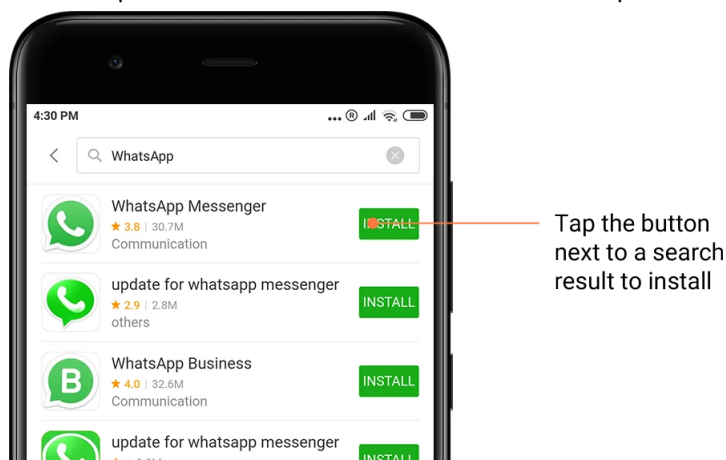 4:30 PM
WhatsApp
WhatsApp Messenger
INSTALL
★ 3.8 | 30.7M
Communication
update for whatsapp messenger
★ 2.9 | 2.8M
INSTALL
others
WhatsApp Business
★ 4.0 | 32.6M
INSTALL
Communication
B
update for whatsapp messenger
INSTALL
Tap the button
next to a search
result to install